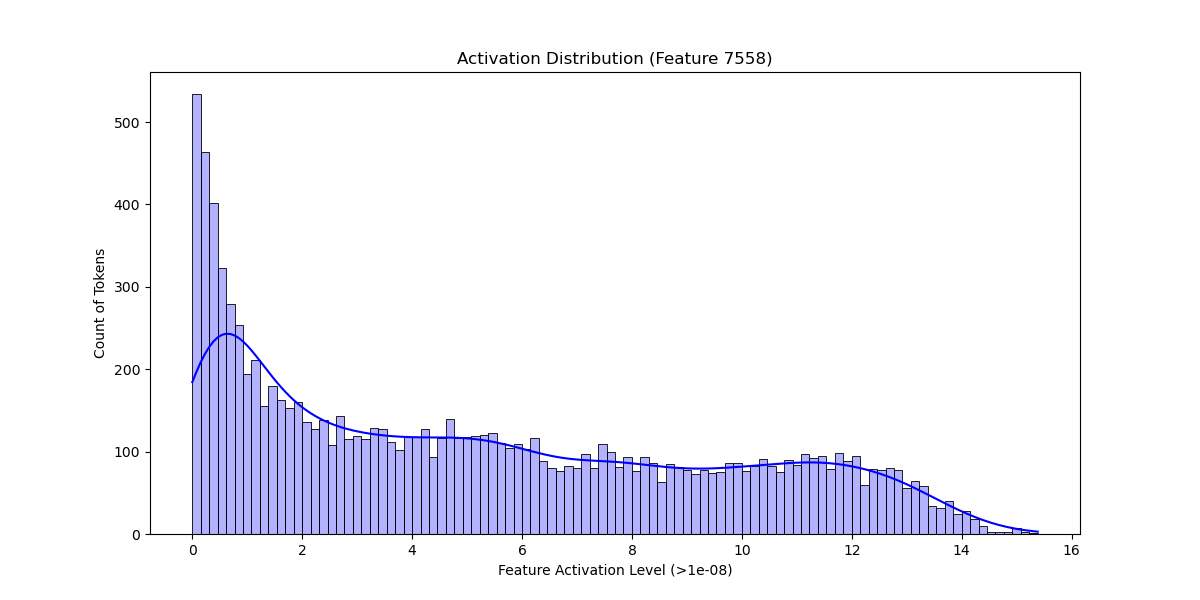 Activation Distribution (Feature 7558)
Count of Tokens
500
400
300
200
100
0
0 2 4 6 8 10 12 14 16
Feature Activation Level (>1e-08)